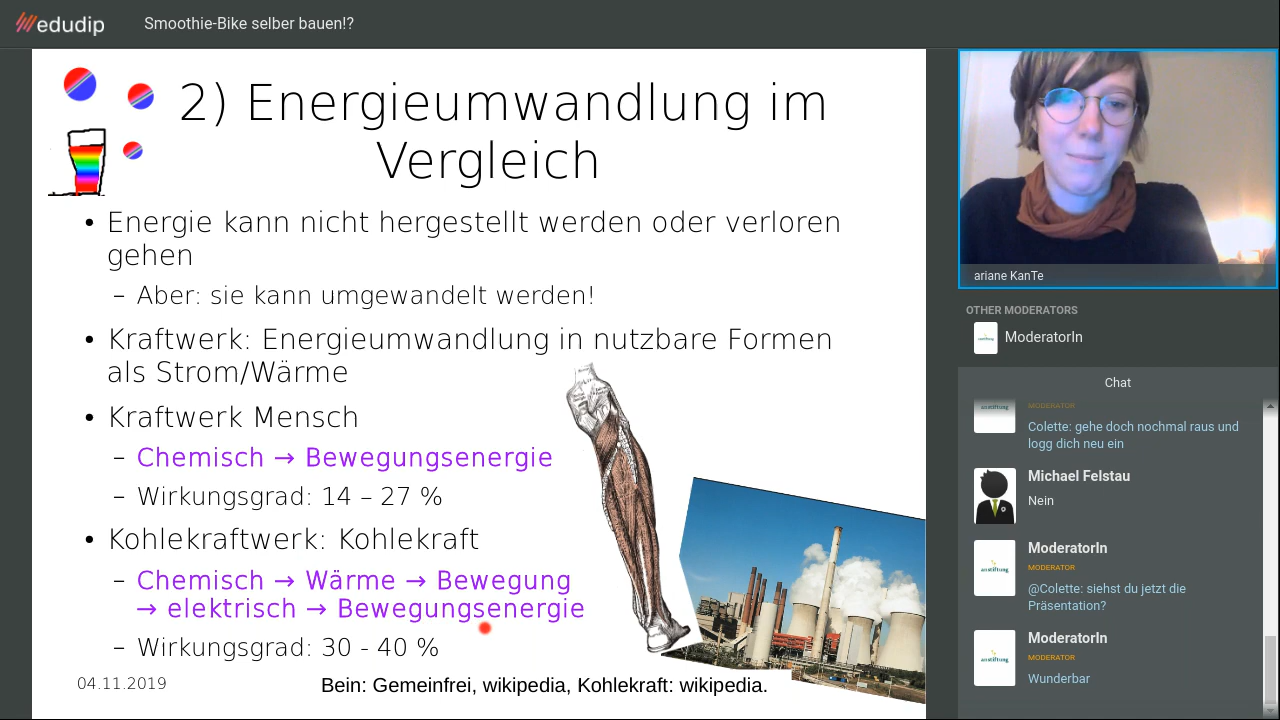 edudip
Smoothie-Bike selber bauen!?
2) Energieumwandlung im
Vergleich
• Energie kann nicht hergestellt werden oder verloren
gehen
– Aber: sie kann umgewandelt werden!
• Kraftwerk: Energieumwandlung in nutzbare Formen
als Strom/Wärme
• Kraftwerk Mensch
– Chemisch → Bewegungsenergie
– Wirkungsgrad: 14 – 27 %
• Kohlekraftwerk: Kohlekraft
– Chemisch → Wärme → Bewegung
→ elektrisch → Bewegungsenergie
– Wirkungsgrad: 30 - 40 %
04.11.2019
Bein: Gemeinfrei, wikipedia, Kohlekraft: wikipedia.
ariane KanTe
OTHER MODERATORS
ModeratorIn
Chat
MODERATOR
Colette: gehe doch nochmal raus und
logg dich neu ein
Michael Felstau
Nein
ModeratorIn
MODERATOR
@Colette: siehst du jetzt die
Präsentation?
ModeratorIn
MODERATOR
Wunderbar
anstiftung
anstiftung